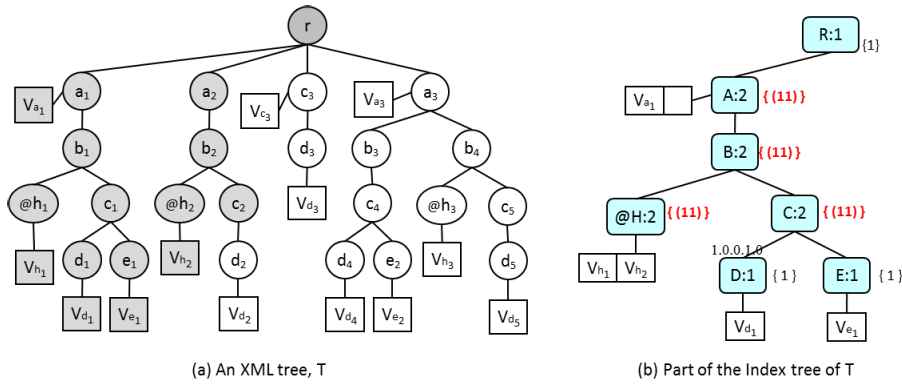 r
R:1 {1}
Va1 a1 a2 c3 Va3 a3
Vc3
Va1 A:2 { (11) }
b1 b2 d3 b3 b4
B:2 { (11) }
@h1 c1 @h2 c2 Vd3 c4 @h3 c5
@H:2 { (11) } C:2 { (11) }
1.0.0.1.0
Vh1 d1 e1 Vh2 d2 d4 e2 Vh3 d5
Vh1 Vh2 D:1 { 1 } E:1 { 1 }
Vd1 Ve1 Vd2 Vd4 Ve2 Vd5
Vd1 Ve1
(a) An XML tree, T
(b) Part of the Index tree of T